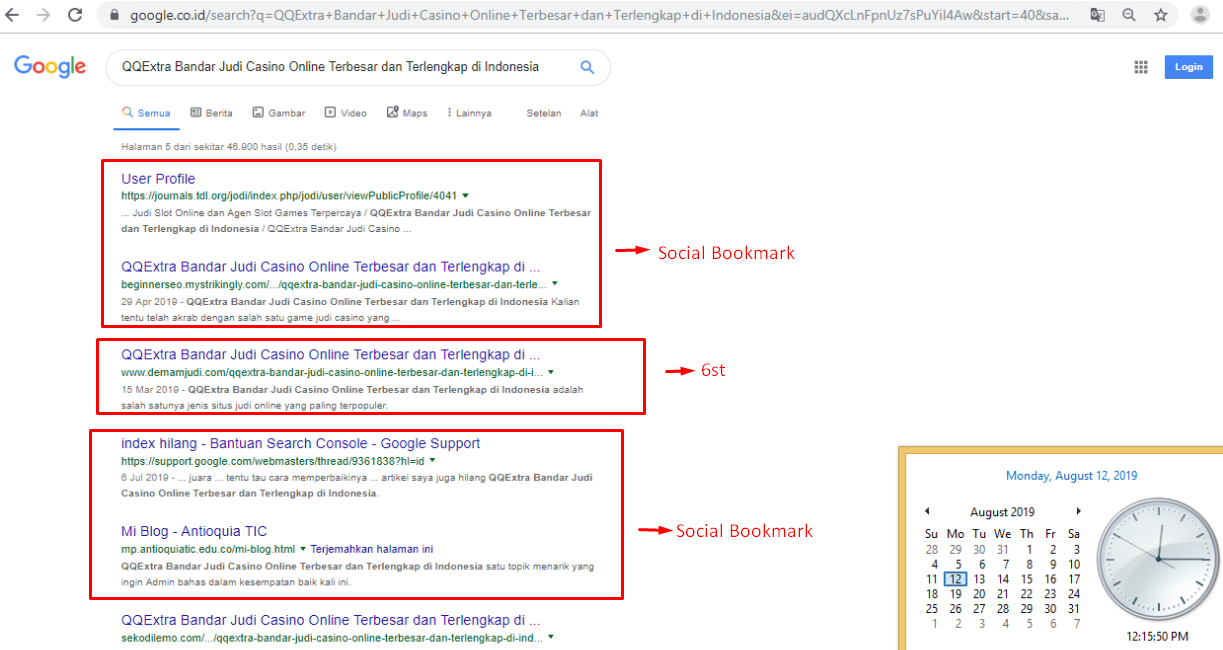 google.co.id/search?q=QQExtra+Bandar+Judi+Casino+Online+Terbesar+dan+Terlengkap+di+Indonesia&ei=audQXcLnFpnUz7sPuYil4Aw&start=40&sa...
Google
QQExtra Bandar Judi Casino Online Terbesar dan Terlengkap di Indonesia
Login
Semua Berita Gambar Video Maps Lainnya Setelan Alat
Halaman 5 dari sekitar 46.900 hasil (0,35 detik)
User Profile
https://journals.tdl.org/jodi/index.php/jodi/user/viewPublicProfile/4041
... Judi Slot Online dan Agen Slot Games Terpercaya / QQExtra Bandar Judi Casino Online Terbesar
dan Terlengkap di Indonesia / QQExtra Bandar Judi Casino ...
Social Bookmark
QQExtra Bandar Judi Casino Online Terbesar dan Terlengkap di ...
beginnerseo.mystrikingly.com/.../qqextra-bandar-judi-casino-online-terbesar-dan-terle...
29 Apr 2019 - QQExtra Bandar Judi Casino Online Terbesar dan Terlengkap di Indonesia Kalian
tentu telah akrab dengan salah satu game judi casino yang ...
QQExtra Bandar Judi Casino Online Terbesar dan Terlengkap di ...
www.demamjudi.com/qqextra-bandar-judi-casino-online-terbesar-dan-terlengkap-di-i...
15 Mar 2019 - QQExtra Bandar Judi Casino Online Terbesar dan Terlengkap di Indonesia adalah
salah satunya jenis situs judi online yang paling terpopuler.
6st
index hilang - Bantuan Search Console - Google Support
https://support.google.com/webmasters/thread/9361838?hl=id
6 Jul 2019 - ... juara ... tentu tau cara memperbaikinya ... artikel saya juga hilang QQExtra Bandar Judi
Casino Online Terbesar dan Terlengkap di Indonesia.
Mi Blog - Antioquia TIC
mp.antioquiatic.edu.co/mi-blog.html Terjemahkan halaman ini
QQExtra Bandar Judi Casino Online Terbesar dan Terlengkap di Indonesia satu topik menarik yang
ingin Admin bahas dalam kesempatan baik kali ini.
Social Bookmark
QQExtra Bandar Judi Casino Online Terbesar dan Terlengkap di ...
sekodilemo.com/.../qqextra-bandar-judi-casino-online-terbesar-dan-terlengkap-di-ind...
Monday, August 12, 2019
August 2019
Su Mo Tu We Th Fr Sa
28 29 30 31 1 2 3
4 5 6 7 8 9 10
11 12 13 14 15 16 17
18 19 20 21 22 23 24
25 26 27 28 29 30 31
1 2 3 4 5 6 7
12:15:50 PM